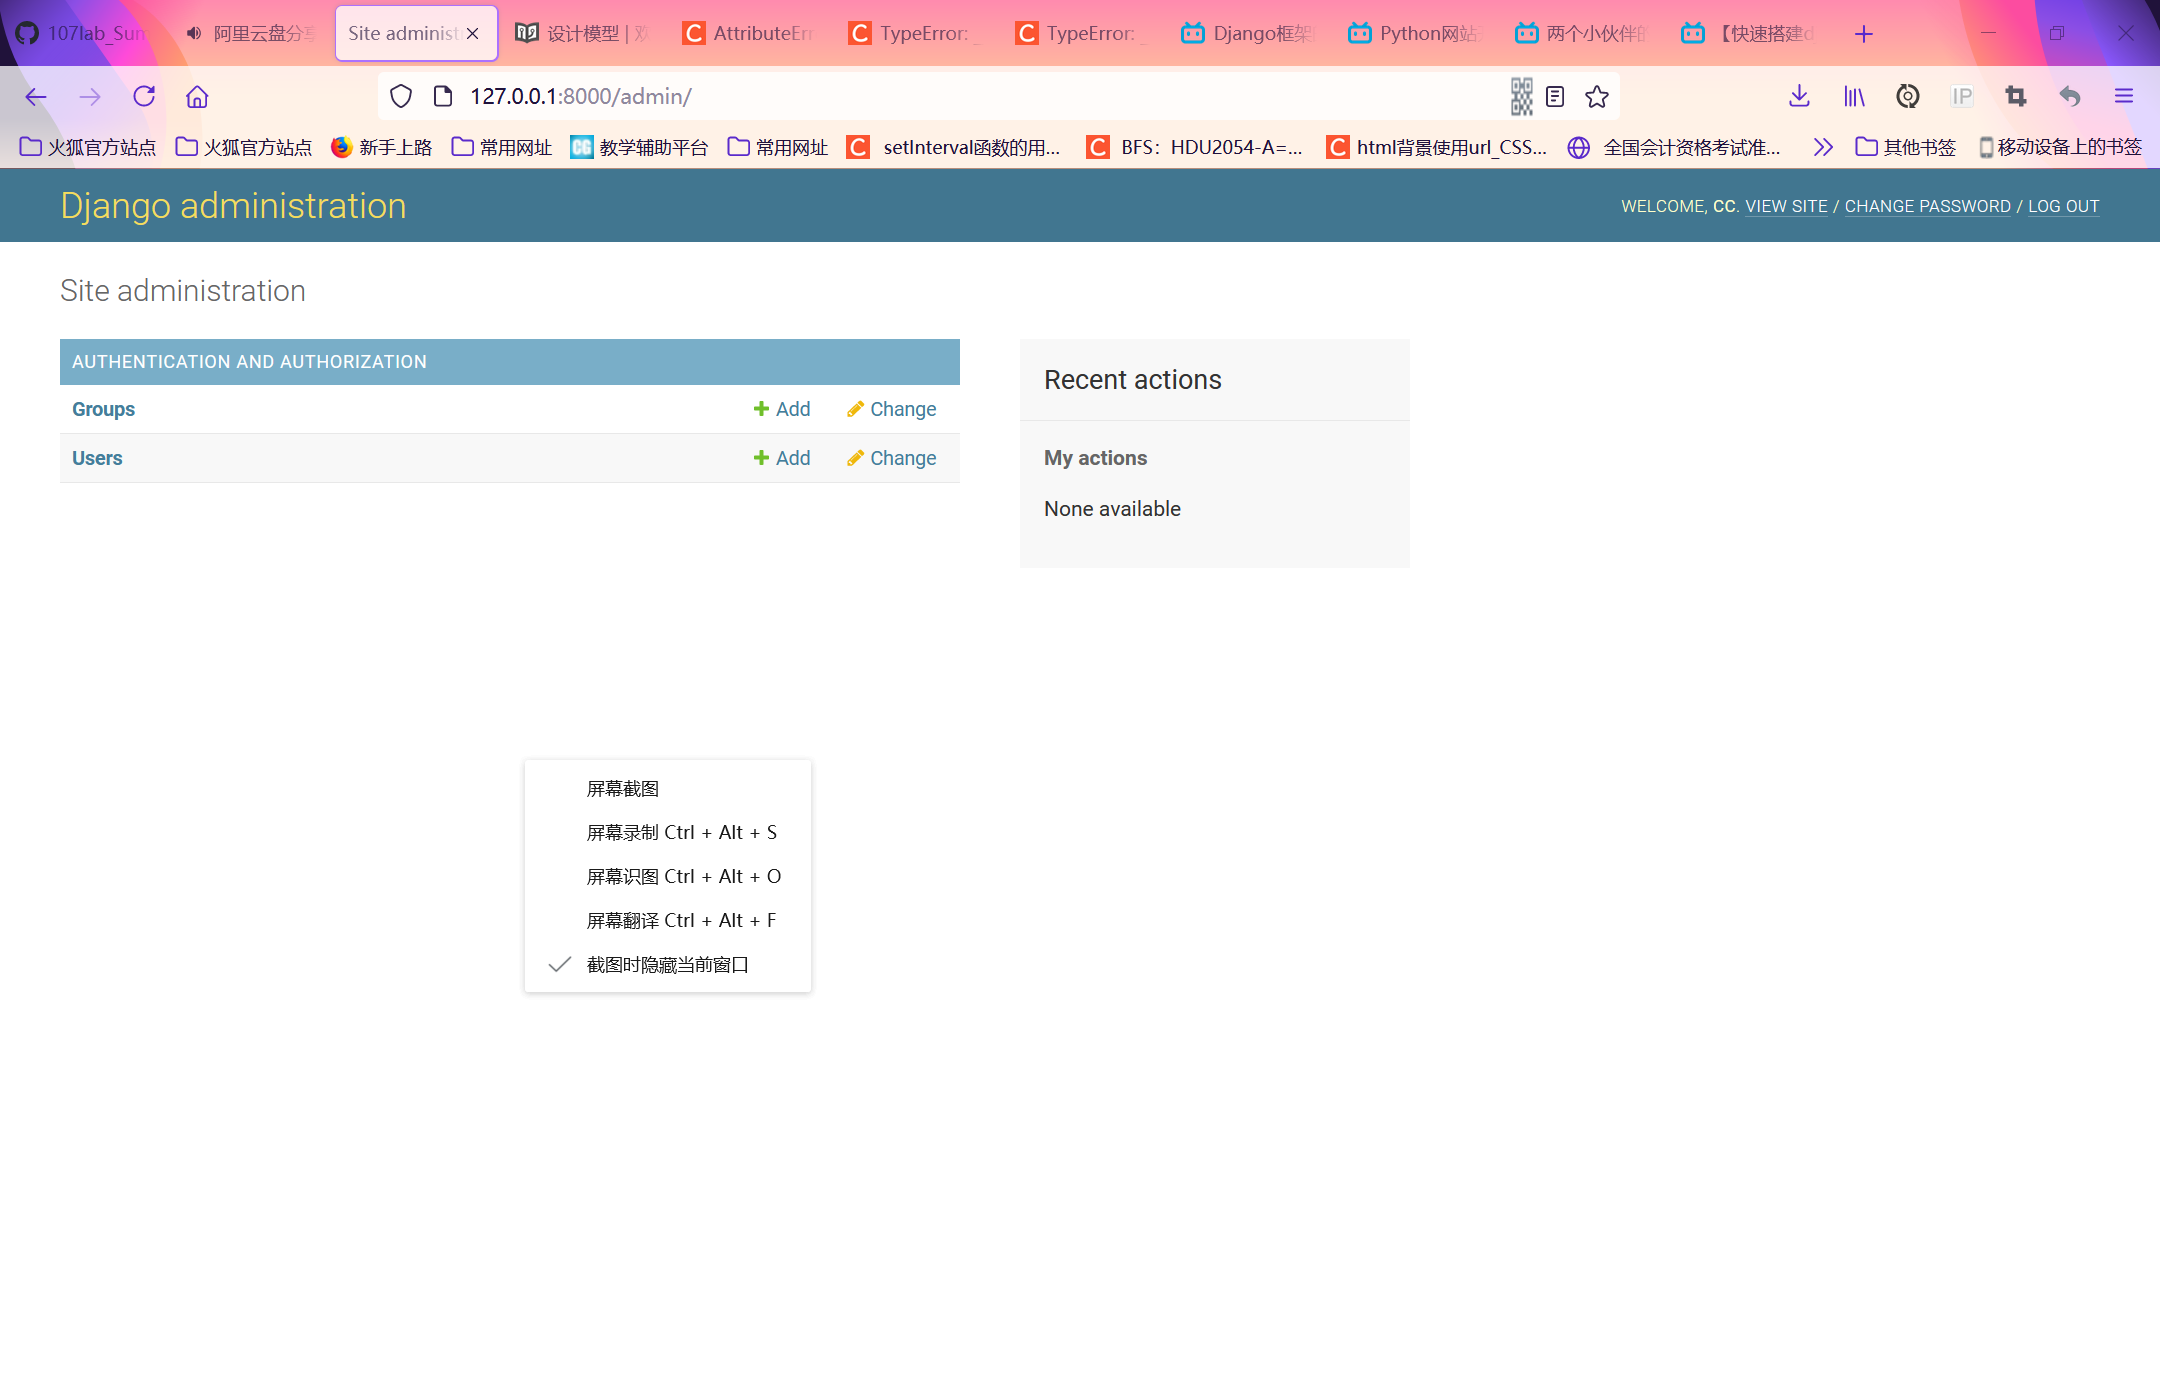 107lab_Sum
阿里云盘分享
Site administ
设计模型 | 欢
AttributeErr
TypeError: _
TypeError: _
Django框架
Python网站
两个小伙伴的
【快速搭建d
127.0.0.1:8000/admin/
IP
火狐官方站点
火狐官方站点
新手上路
常用网址
CG 教学辅助平台
常用网址
setInterval函数的用...
BFS：HDU2054-A=...
html背景使用url_CSS...
全国会计资格考试准...
其他书签
移动设备上的书签
Django administration
WELCOME, CC. VIEW SITE / CHANGE PASSWORD / LOG OUT
Site administration
AUTHENTICATION AND AUTHORIZATION
Groups Add Change
Users Add Change
Recent actions
My actions
None available
屏幕截图
屏幕录制 Ctrl + Alt + S
屏幕识图 Ctrl + Alt + O
屏幕翻译 Ctrl + Alt + F
截图时隐藏当前窗口